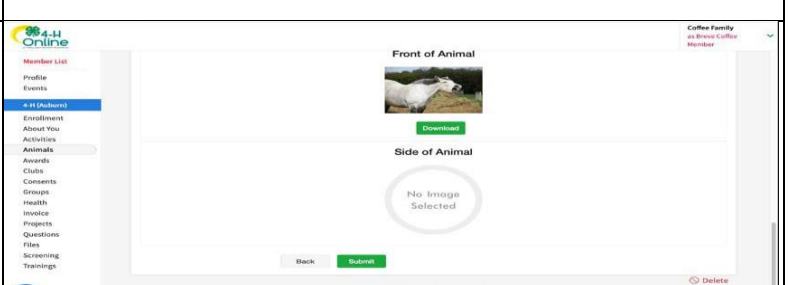 4-H
Online
Coffee Family
as Breve Coffee
Member
Member List
Profile
Events
4-H (Auburn)
Enrollment
About You
Activities
Animals
Awards
Clubs
Consents
Groups
Health
Invoice
Projects
Questions
Files
Screening
Trainings
Front of Animal
Download
Side of Animal
No Image
Selected
Back
Submit
Delete